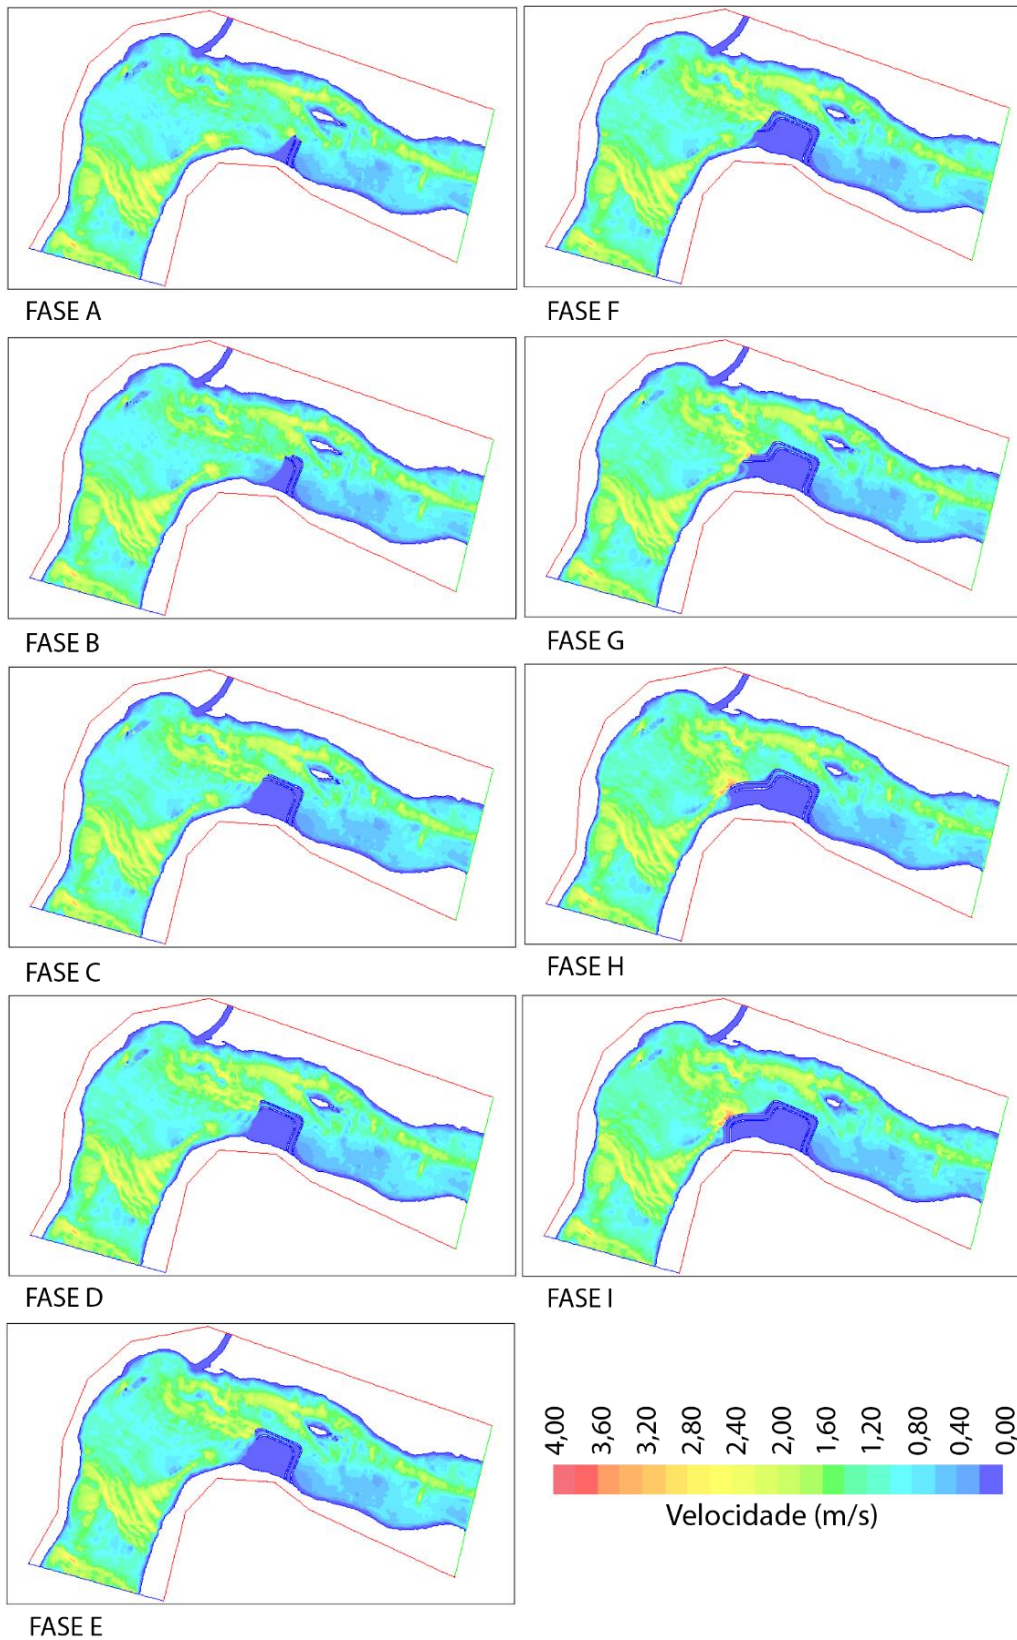 FASE A
FASE F
FASE B
FASE G
FASE C
FASE H
FASE D
FASE I
FASE E
4,00
3,60
3,20
2,80
2,40
2,00
1,60
1,20
0,80
0,40
0,00
Velocidade (m/s)